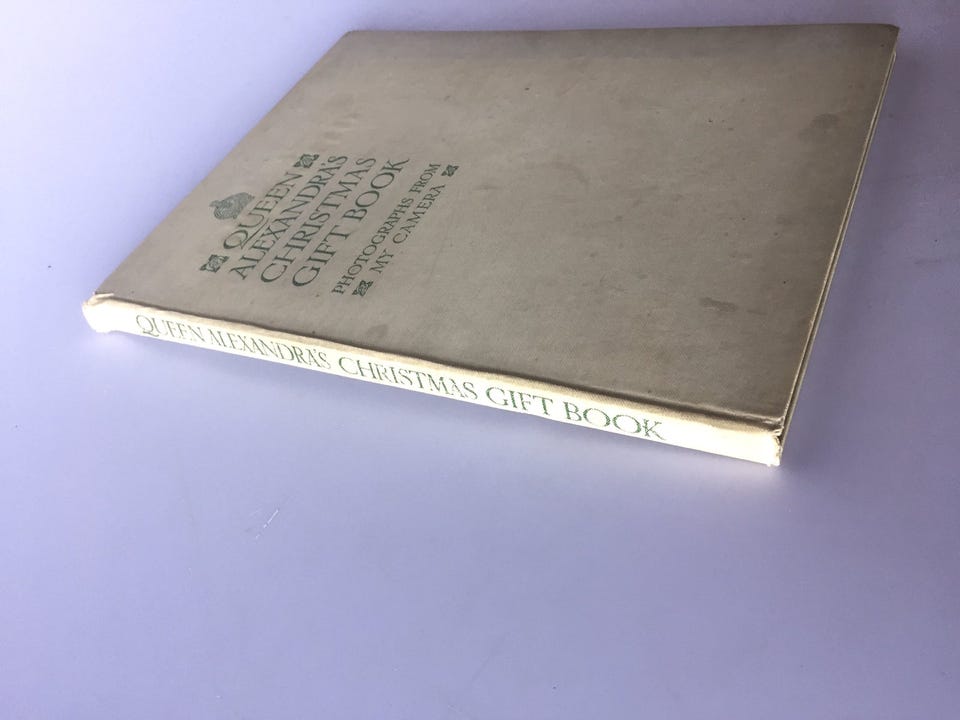 QUEEN
ALEXANDRA'S
CHRISTMAS
GIFT BOOK
PHOTOGRAPHS FROM
MY CAMERA
QUEEN ALEXANDRA'S CHRISTMAS GIFT BOOK